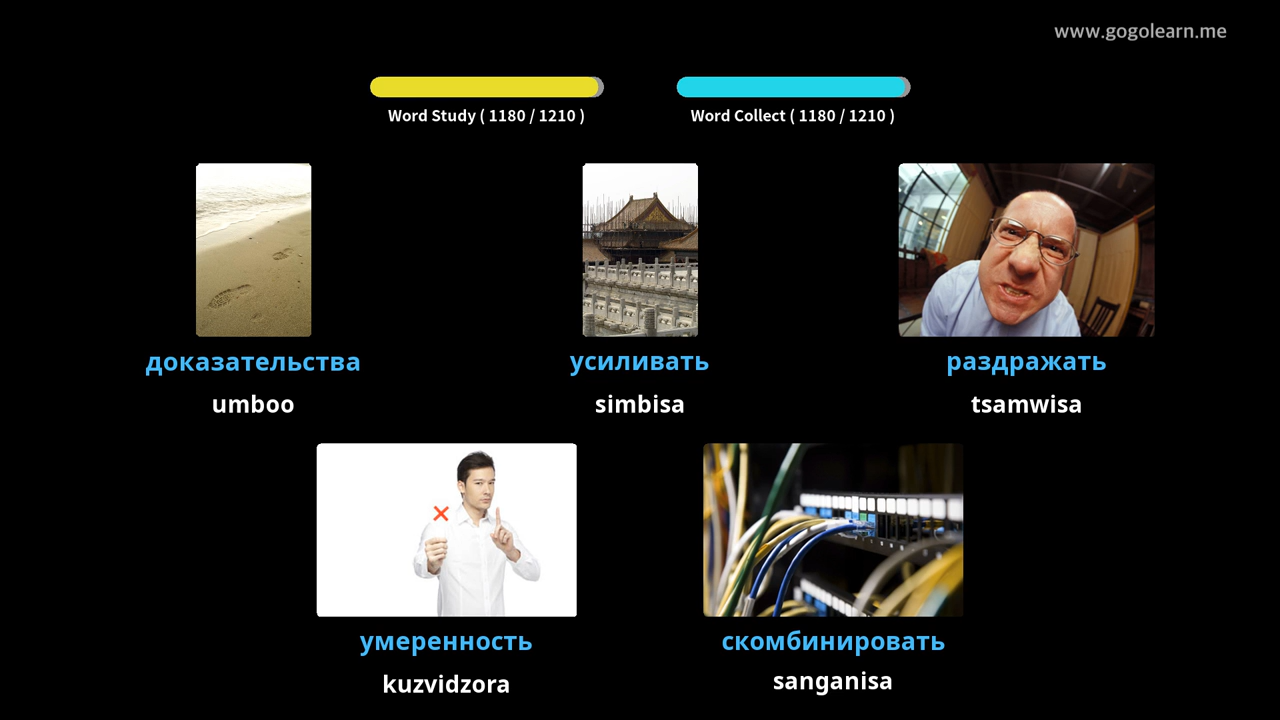 www.gogolearn.me
Word Study ( 1180 / 1210 )
Word Collect ( 1180 / 1210 )
доказательства
umboo
усиливать
simbisa
раздражать
tsamwisa
умеренность
kuzvidzora
скомбинировать
sanganisa